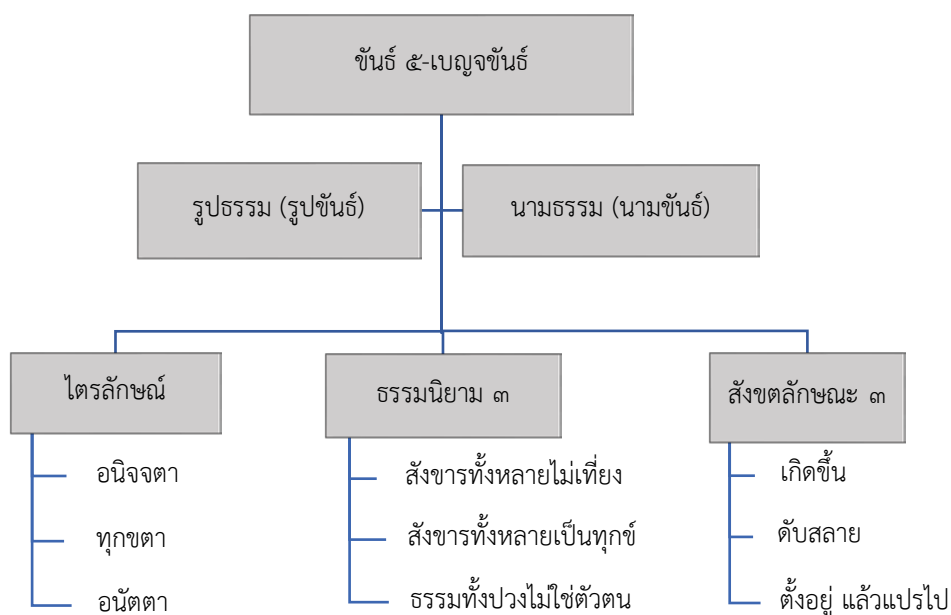 ขันธ์ ๕-เบญจขันธ์
รูปธรรม (รูปขันธ์)
นามธรรม (นามขันธ์)
ไตรลักษณ์
อนิจจตา
ทุกขตา
อนัตตา
ธรรมนิยาม ๓
สังขารทั้งหลายไม่เที่ยง
สังขารทั้งหลายเป็นทุกข์
ธรรมทั้งปวงไม่ใช่ตัวตน
สังขตลักษณะ ๓
เกิดขึ้น
ดับสลาย
ตั้งอยู่ แล้วแปรไป